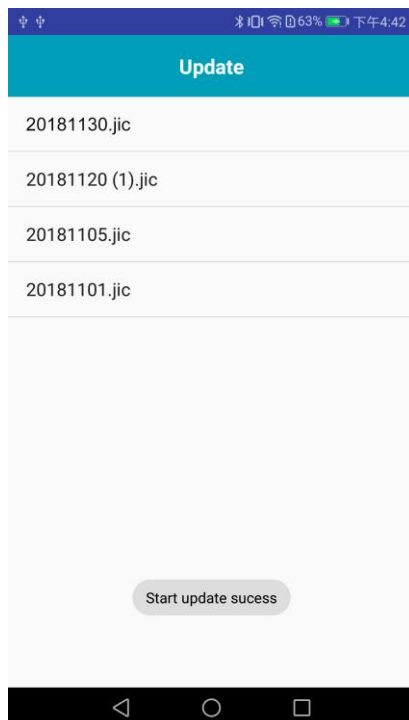 63% 下午4:42
Update
20181130.jic
20181120 (1).jic
20181105.jic
20181101.jic
Start update sucess